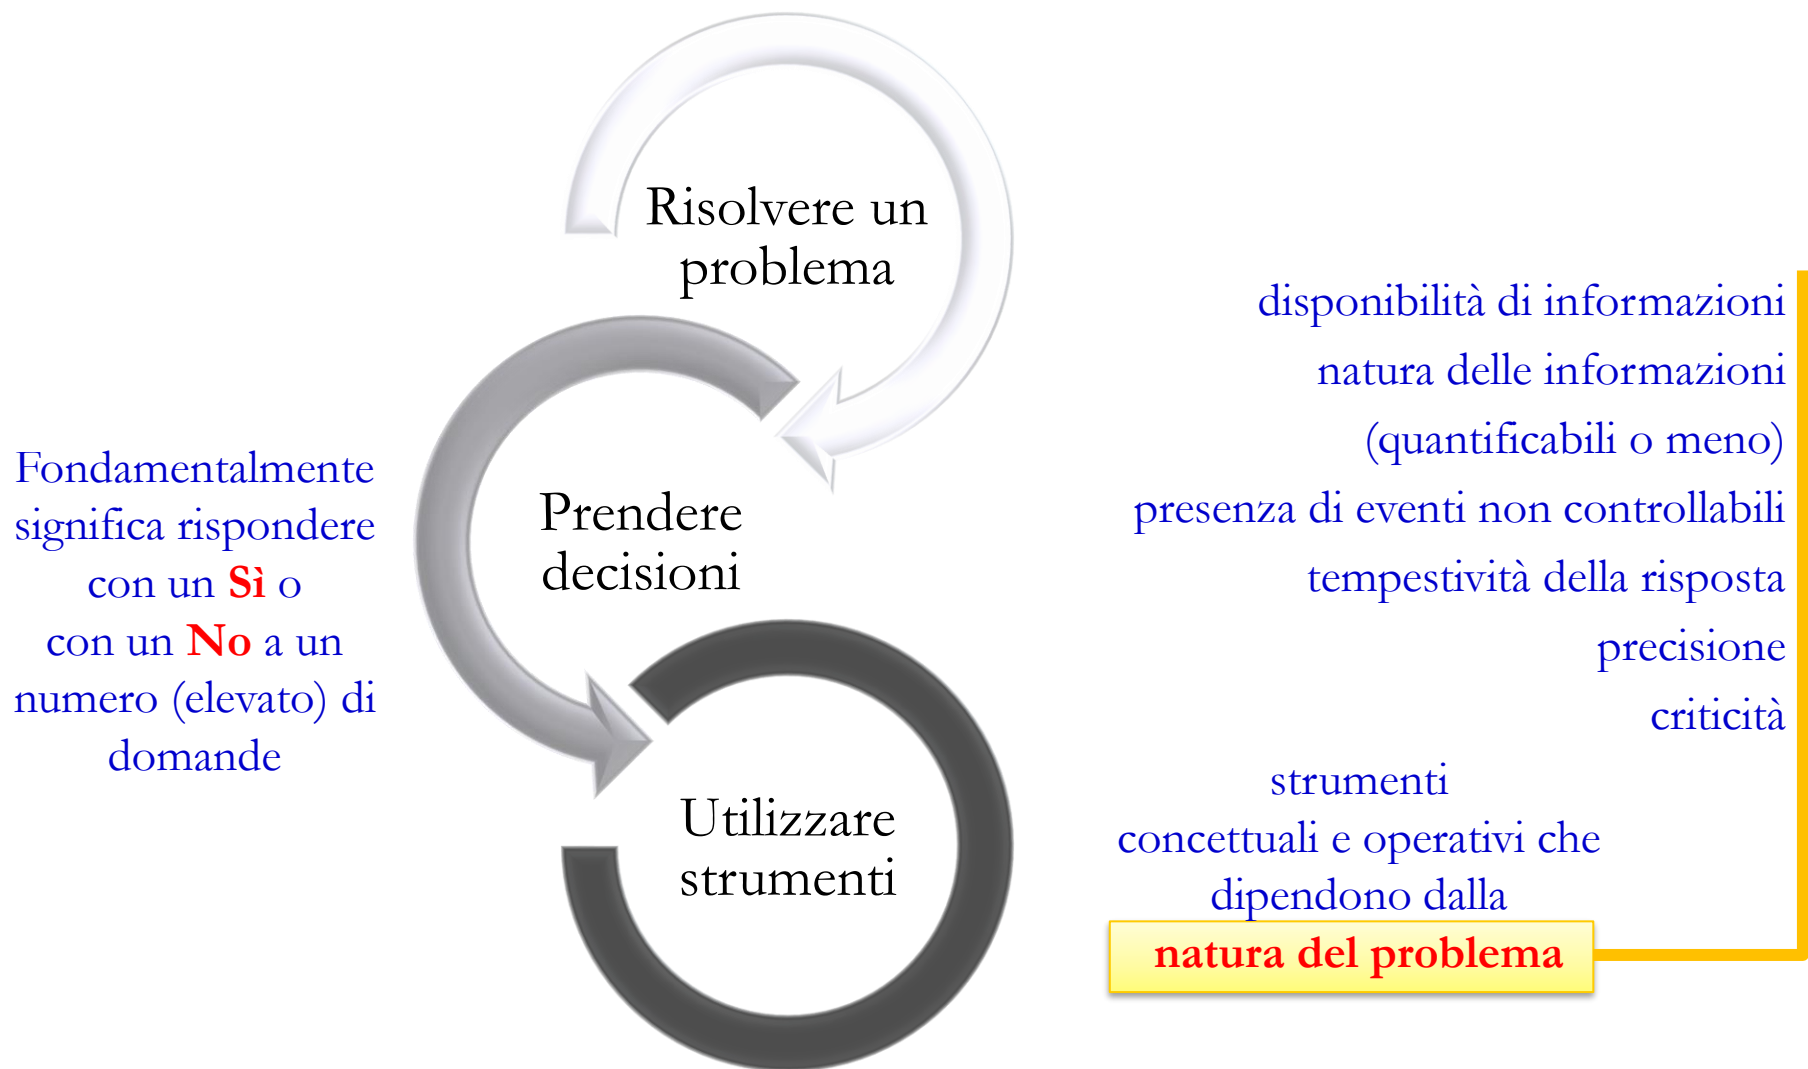 Risolvere un
problema
Prendere
decisioni
Utilizzare
strumenti
Fondamentalmente
significa rispondere
con un Sì o
con un No a un
numero (elevato) di
domande
disponibilità di informazioni
natura delle informazioni
(quantificabili o meno)
presenza di eventi non controllabili
tempestività della risposta
precisione
criticità
strumenti
concettuali e operativi che
dipendono dalla
natura del problema